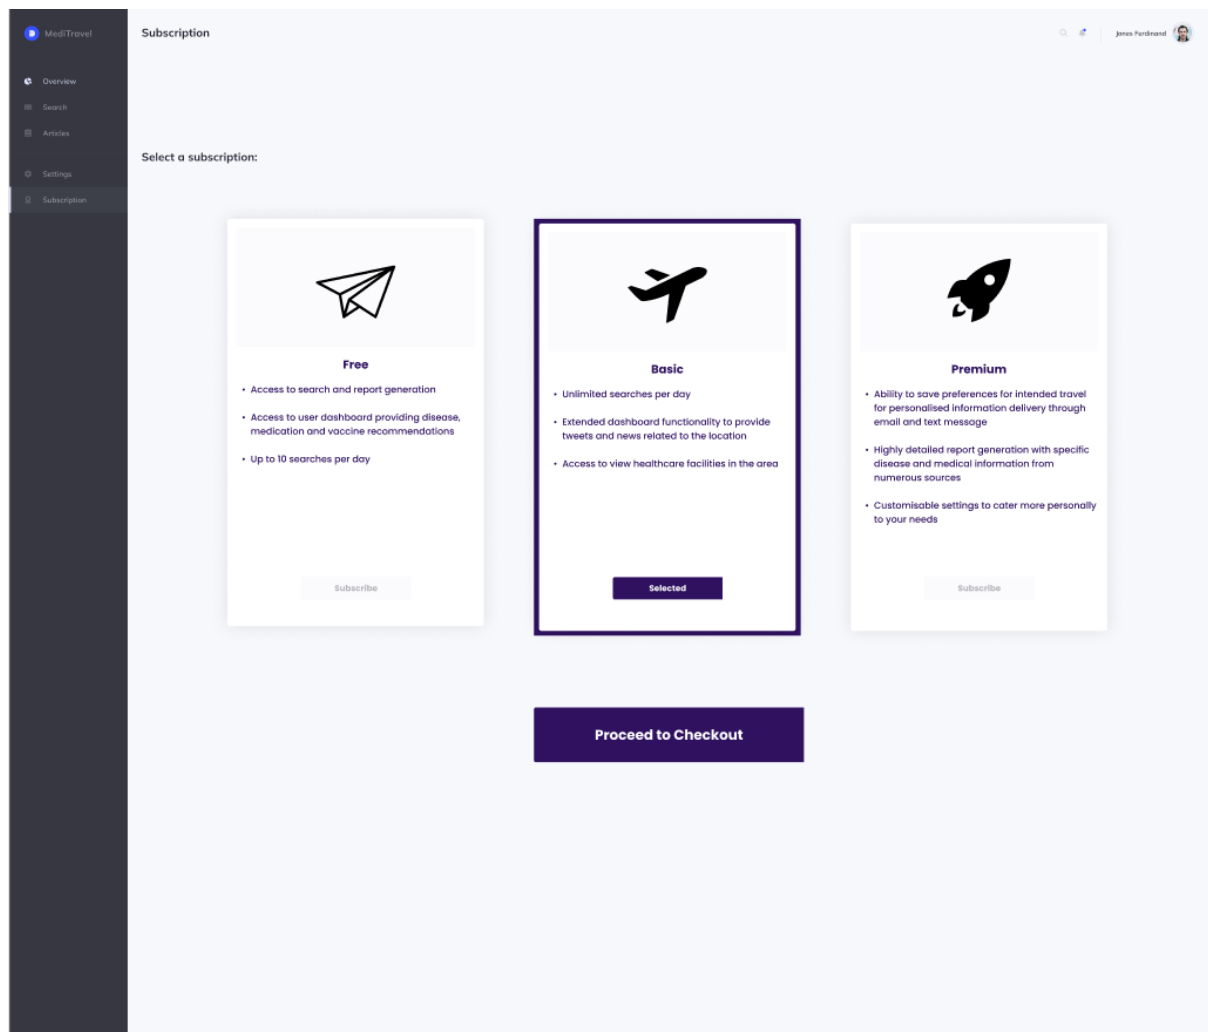 MediTravel
Subscription
Jones Ferdinand
Overview
Search
Articles
Settings
Subscription
Select a subscription:
Free
• Access to search and report generation
• Access to user dashboard providing disease,
medication and vaccine recommendations
• Up to 10 searches per day
Subscribe
Basic
• Unlimited searches per day
• Extended dashboard functionality to provide
tweets and news related to the location
• Access to view healthcare facilities in the area
Selected
Premium
• Ability to save preferences for intended travel
for personalised information delivery through
email and text message
• Highly detailed report generation with specific
disease and medical information from
numerous sources
• Customisable settings to cater more personally
to your needs
Subscribe
Proceed to Checkout